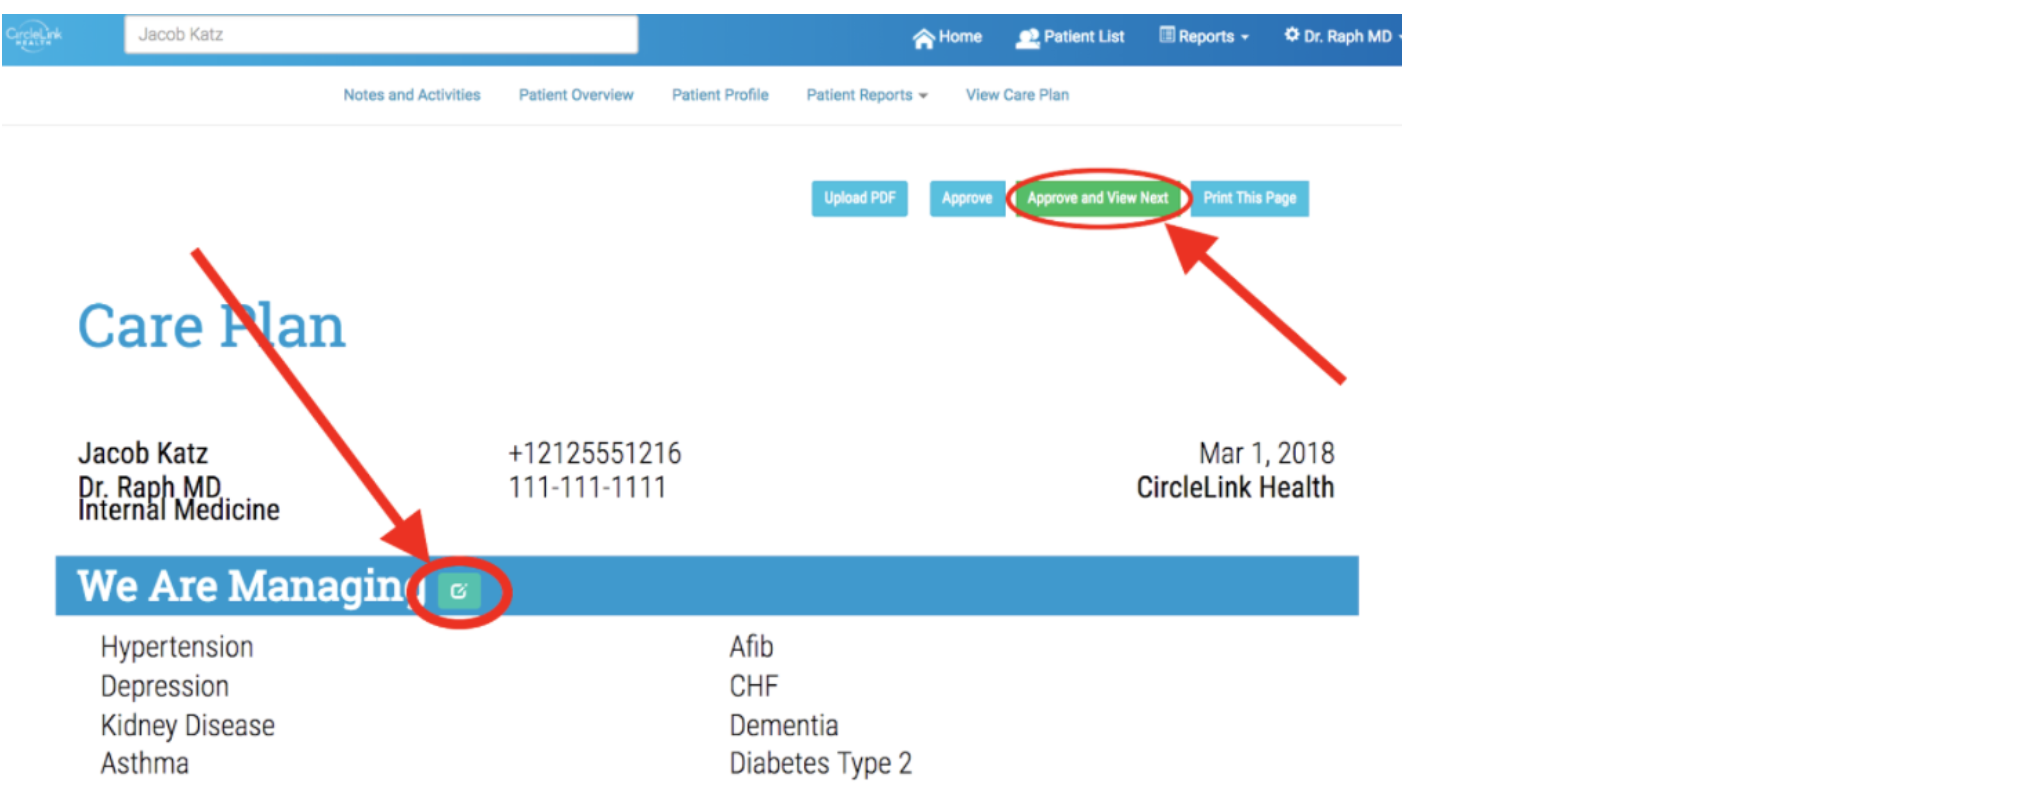 CircleLink
HEALTH
Jacob Katz
Home
Patient List
Reports
Dr. Raph MD
Notes and Activities
Patient Overview
Patient Profile
Patient Reports
View Care Plan
Upload PDF
Approve
Approve and View Next
Print This Page
Care Plan
Jacob Katz
+12125551216
Mar 1, 2018
Dr. Raph MD
111-111-1111
CircleLink Health
Internal Medicine
We Are Managing
Hypertension
Afib
Depression
CHF
Kidney Disease
Dementia
Asthma
Diabetes Type 2